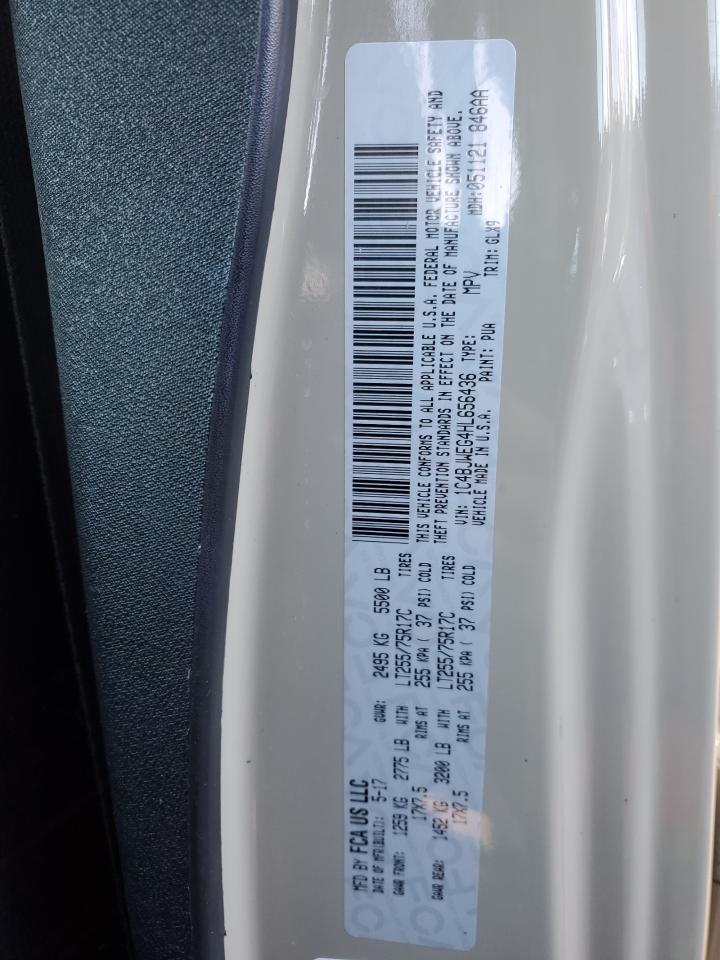 MFD BY FCA US LLC
DATE OF MFR(BUILT): 5-17 GVWR: 2495 KG 5500 LB
GAWR FRONT: 1259 KG 2775 LB WITH LT255/75R17C TIRES
17X7.5 RIMS AT 255 KPA ( 37 PSI) COLD
GAWR REAR: 1452 KG 3200 LB WITH LT255/75R17C TIRES
17X7.5 RIMS AT 255 KPA ( 37 PSI) COLD
THIS VEHICLE CONFORMS TO ALL APPLICABLE U.S.A. FEDERAL MOTOR VEHICLE SAFETY AND
THEFT PREVENTION STANDARDS IN EFFECT ON THE DATE OF MANUFACTURE SHOWN ABOVE.
VIN: 1C4BJWEG4HL656436 TYPE: MPV MDH:051121 846AA
VEHICLE MADE IN U.S.A. PAINT: PUA TRIM: GLX9